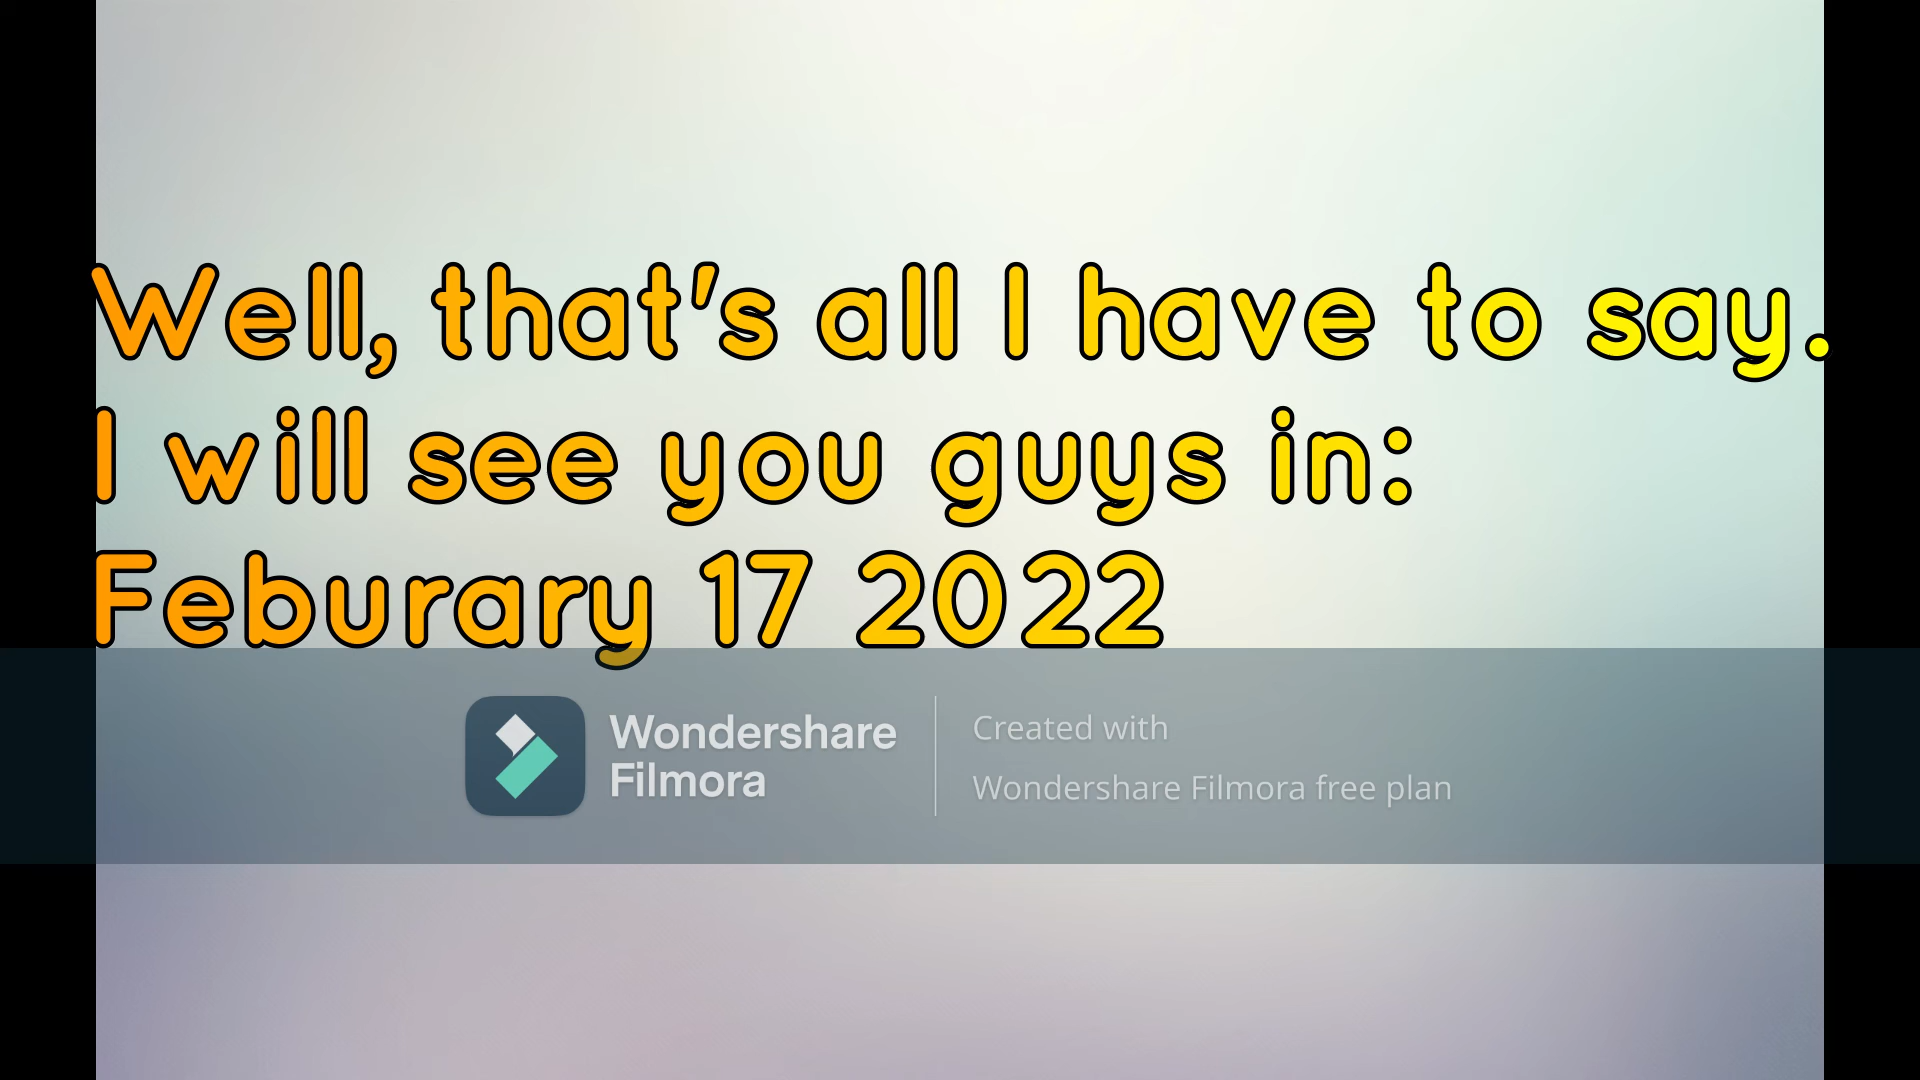 Well, that's all I have to say.
I will see you guys in:
Feburary 17 2022
Wondershare
Filmora
Created with
Wondershare Filmora free plan